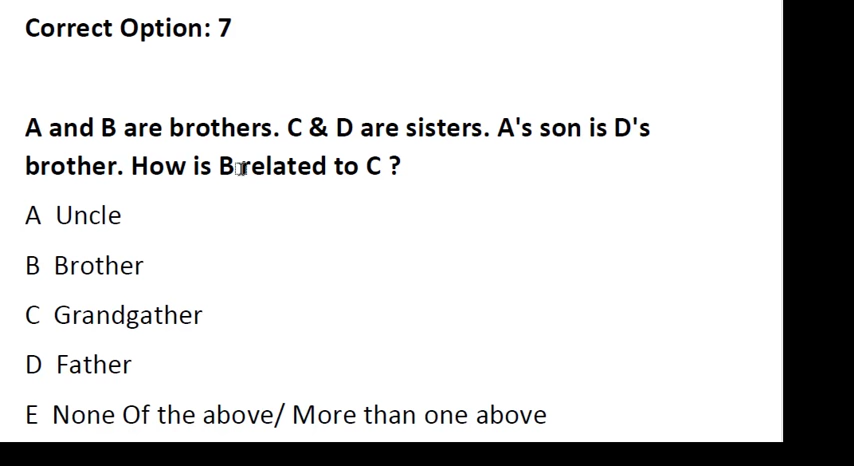 Correct Option: 7
A and B are brothers. C & D are sisters. A's son is D's
brother. How is B related to C ?
A Uncle
B Brother
C Grandgather
D Father
E None Of the above/ More than one above